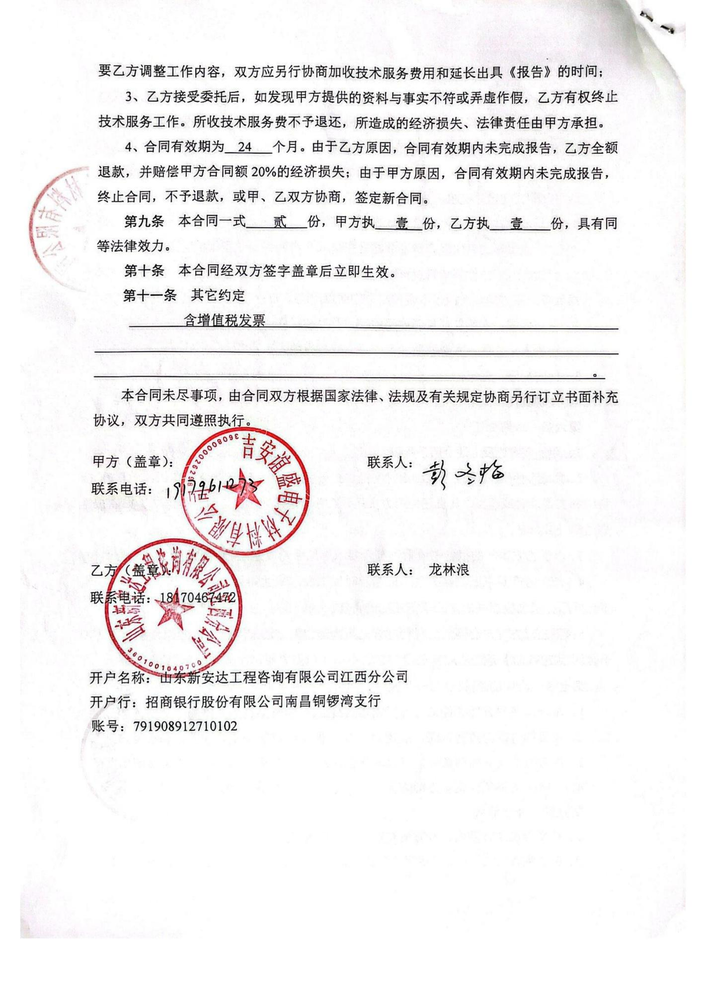 要乙方调整工作内容，双方应另行协商加收技术服务费用和延长出具《报告》的时间；
3、乙方接受委托后，如发现甲方提供的资料与事实不符或弄虚作假，乙方有权终止
技术服务工作。所收技术服务费不予退还，所造成的经济损失、法律责任由甲方承担。
4、合同有效期为 24 个月。由于乙方原因，合同有效期内未完成报告，乙方全额
退款，并赔偿甲方合同额 20%的经济损失；由于甲方原因，合同有效期内未完成报告，
终止合同，不予退款，或甲、乙双方协商，签定新合同。
材料有限公司
第九条 本合同一式 贰 份，甲方执 壹 份，乙方执 壹 份，具有同
等法律效力。
第十条 本合同经双方签字盖章后立即生效。
第十一条 其它约定
含增值税发票
。
本合同未尽事项，由合同双方根据国家法律、法规及有关规定协商另行订立书面补充
协议，双方共同遵照执行。
吉安谊盛电子材料有限公司
甲方（盖章）：
联系人：彭冬梅
联系电话：19179611273
山东新安达工程咨询有限公司江西分公司
3601001040700
乙方（盖章）：
联系人： 龙林浪
联系电话：18170467472
开户名称：山东新安达工程咨询有限公司江西分公司
开户行：招商银行股份有限公司南昌铜锣湾支行
账号：791908912710102